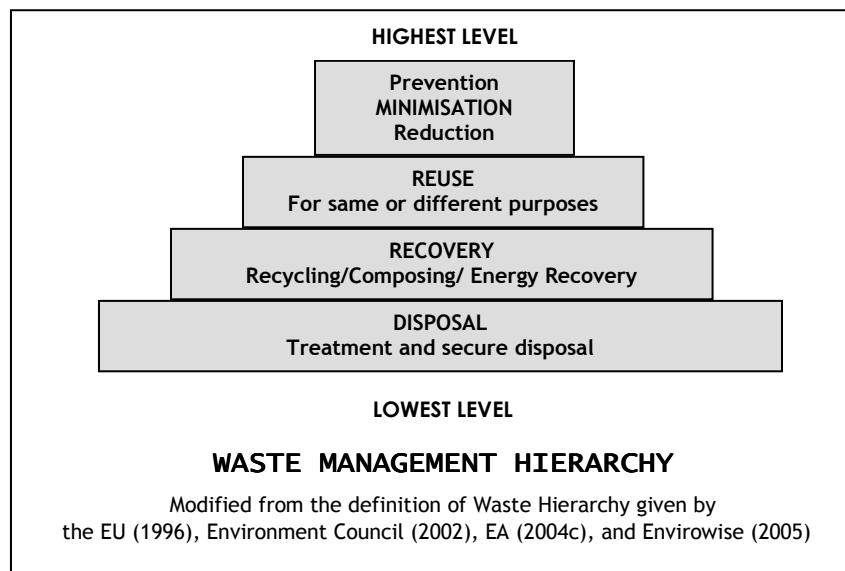 HIGHEST LEVEL
Prevention
MINIMISATION
Reduction
REUSE
For same or different purposes
RECOVERY
Recycling/Composing/ Energy Recovery
DISPOSAL
Treatment and secure disposal
LOWEST LEVEL
WASTE MANAGEMENT HIERARCHY
Modified from the definition of Waste Hierarchy given by
the EU (1996), Environment Council (2002), EA (2004c), and Envirowise (2005)